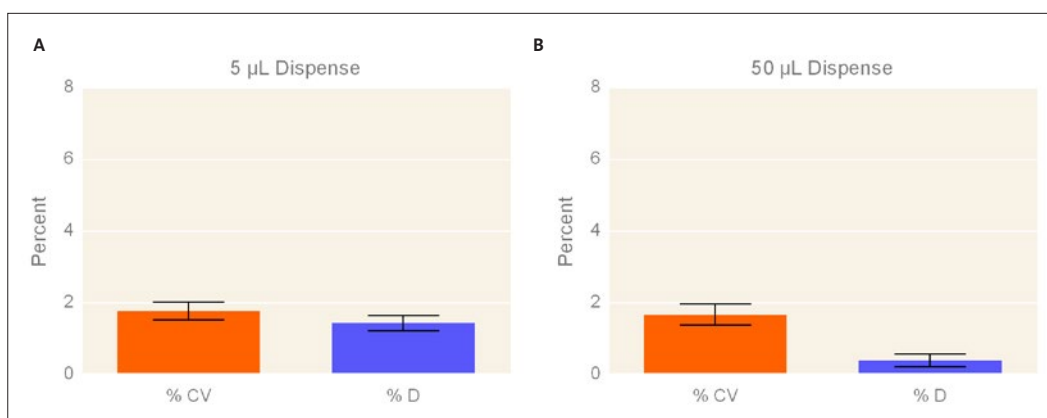 A
5 µL Dispense
Percent
8
6
4
2
0
% CV
% D
B
50 µL Dispense
Percent
8
6
4
2
0
% CV
% D